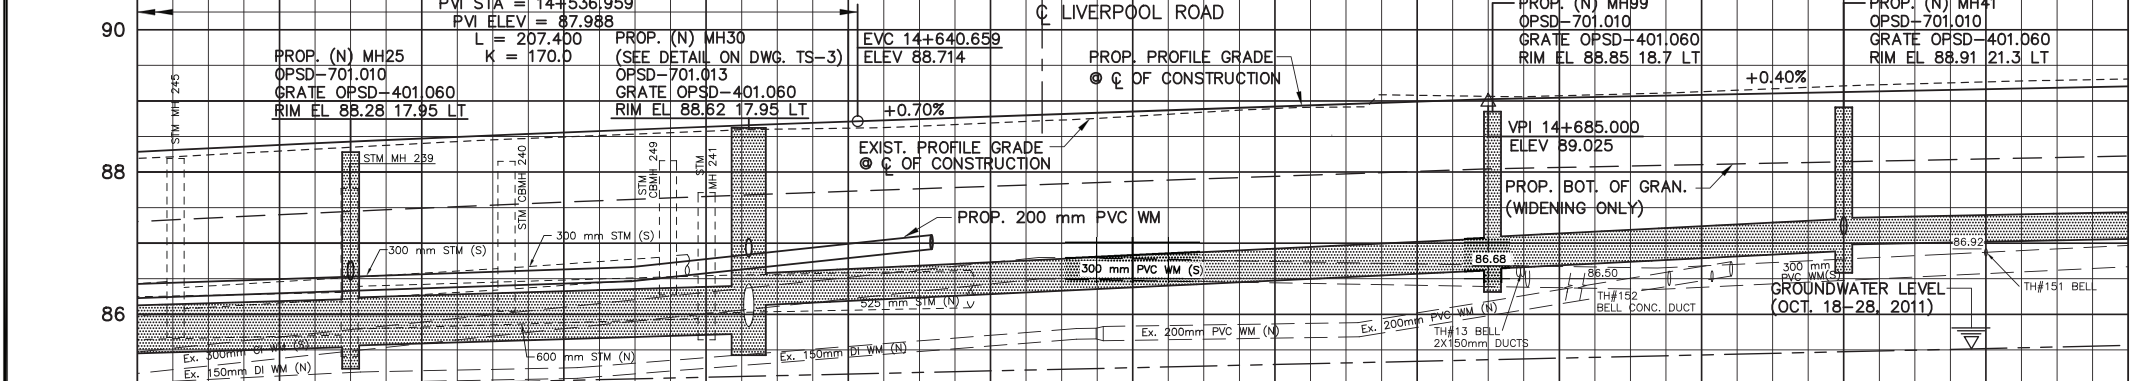 PVI STA = 14+536.959
PVI ELEV = 87.988
L = 207.400
K = 170.0
PROP. (N) MH25
OPSD-701.010
GRATE OPSD-401.060
RIM EL 88.28 17.95 LT
PROP. (N) MH30
(SEE DETAIL ON DWG. TS-3)
OPSD-701.013
GRATE OPSD-401.060
RIM EL 88.62 17.95 LT
EVC 14+640.659
ELEV 88.714
+0.70%
℄ LIVERPOOL ROAD
PROP. PROFILE GRADE
@ ℄ OF CONSTRUCTION
PROP. (N) MH99
OPSD-701.010
GRATE OPSD-401.060
RIM EL 88.85 18.7 LT
+0.40%
PROP. (N) MH41
OPSD-701.010
GRATE OPSD-401.060
RIM EL 88.91 21.3 LT
90
88
86
STM MH 245
STM MH 239
STM CBMH 240
STM
CBMH 249
STM
MH 241
EXIST. PROFILE GRADE
@ ℄ OF CONSTRUCTION
VPI 14+685.000
ELEV 89.025
PROP. BOT. OF GRAN.
(WIDENING ONLY)
PROP. 200 mm PVC WM
300 mm STM (S)
300 mm STM (S)
300 mm PVC WM (S)
86.68
86.50
86.92
300 mm
PVC WM(S)
GROUNDWATER LEVEL
(OCT. 18-28, 2011)
TH#151 BELL
TH#152
BELL CONC. DUCT
TH#13 BELL
2X150mm DUCTS
525 mm STM (N)
600 mm STM (N)
Ex. 300mm DI WM (S)
Ex. 150mm DI WM (N)
Ex. 150mm DI WM (N)
Ex. 200mm PVC WM (N)
Ex. 200mm PVC WM (N)